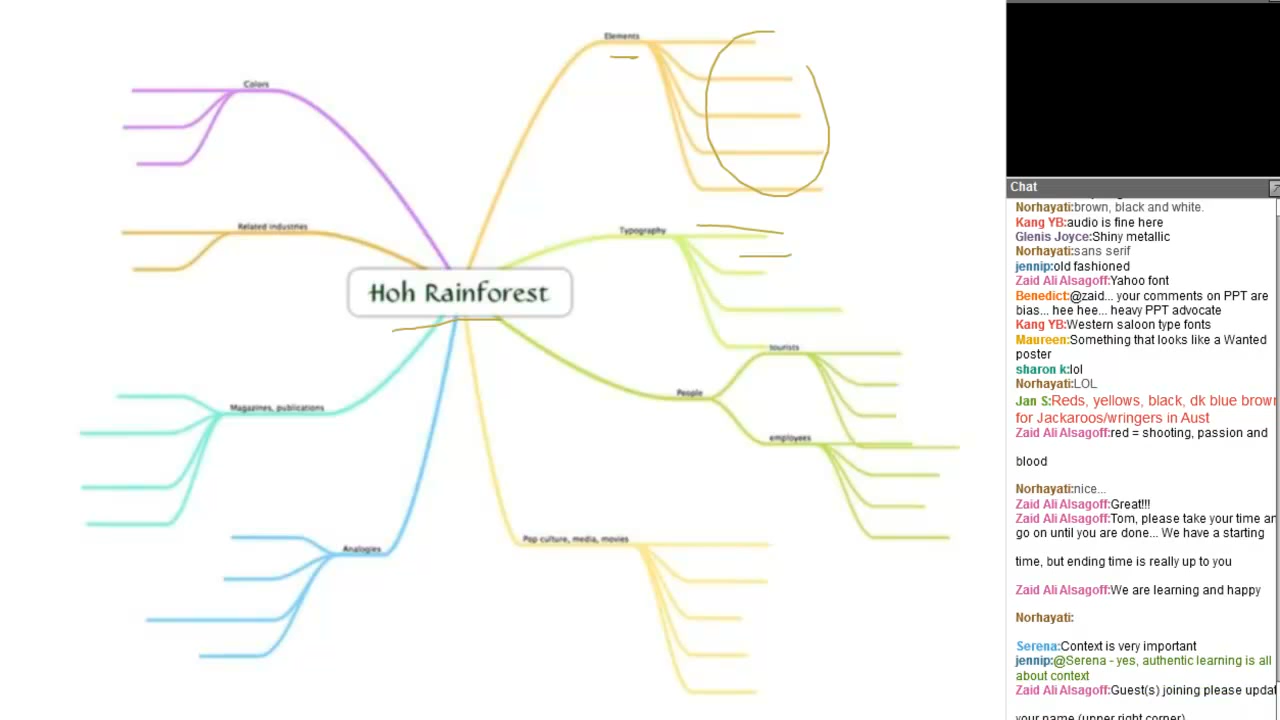 Elements
Colors
Related industries
Typography
Hoh Rainforest
tourists
People
Magazines, publications
employees
Pop culture, media, movies
Analogies
Chat
Norhayati:brown, black and white.
Kang YB:audio is fine here
Glenis Joyce:Shiny metallic
Norhayati:sans serif
jennip:old fashioned
Zaid Ali Alsagoff:Yahoo font
Benedict:@zaid... your comments on PPT are
bias... hee hee... heavy PPT advocate
Kang YB:Western saloon type fonts
Maureen:Something that looks like a Wanted
poster
sharon k:lol
Norhayati:LOL
Jan S:Reds, yellows, black, dk blue brown
for Jackaroos/wringers in Aust
Zaid Ali Alsagoff:red = shooting, passion and
blood
Norhayati:nice...
Zaid Ali Alsagoff:Great!!!
Zaid Ali Alsagoff:Tom, please take your time an
go on until you are done... We have a starting
time, but ending time is really up to you
Zaid Ali Alsagoff:We are learning and happy
Norhayati:
Serena:Context is very important
jennip:@Serena - yes, authentic learning is all
about context
Zaid Ali Alsagoff:Guest(s) joining please updat
your name (upper right corner)